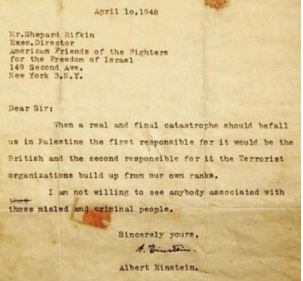 April 10,1948
Mr.Shepard Rifkin
Exec.Director
American Friends of the Fighters
for the Freedom of Israel
149 Second Ave.
New York 3,N.Y.
Dear Sir:
When a real and final catastrophe should befall
us in Palestine the first responsible for it would be the
British and the second responsible for it the Terrorist
organizations build up from our own ranks.
I am not willing to see anybody associated with
those misled and criminal people.
Sincerely yours,
A. Einstein.
Albert Einstein.